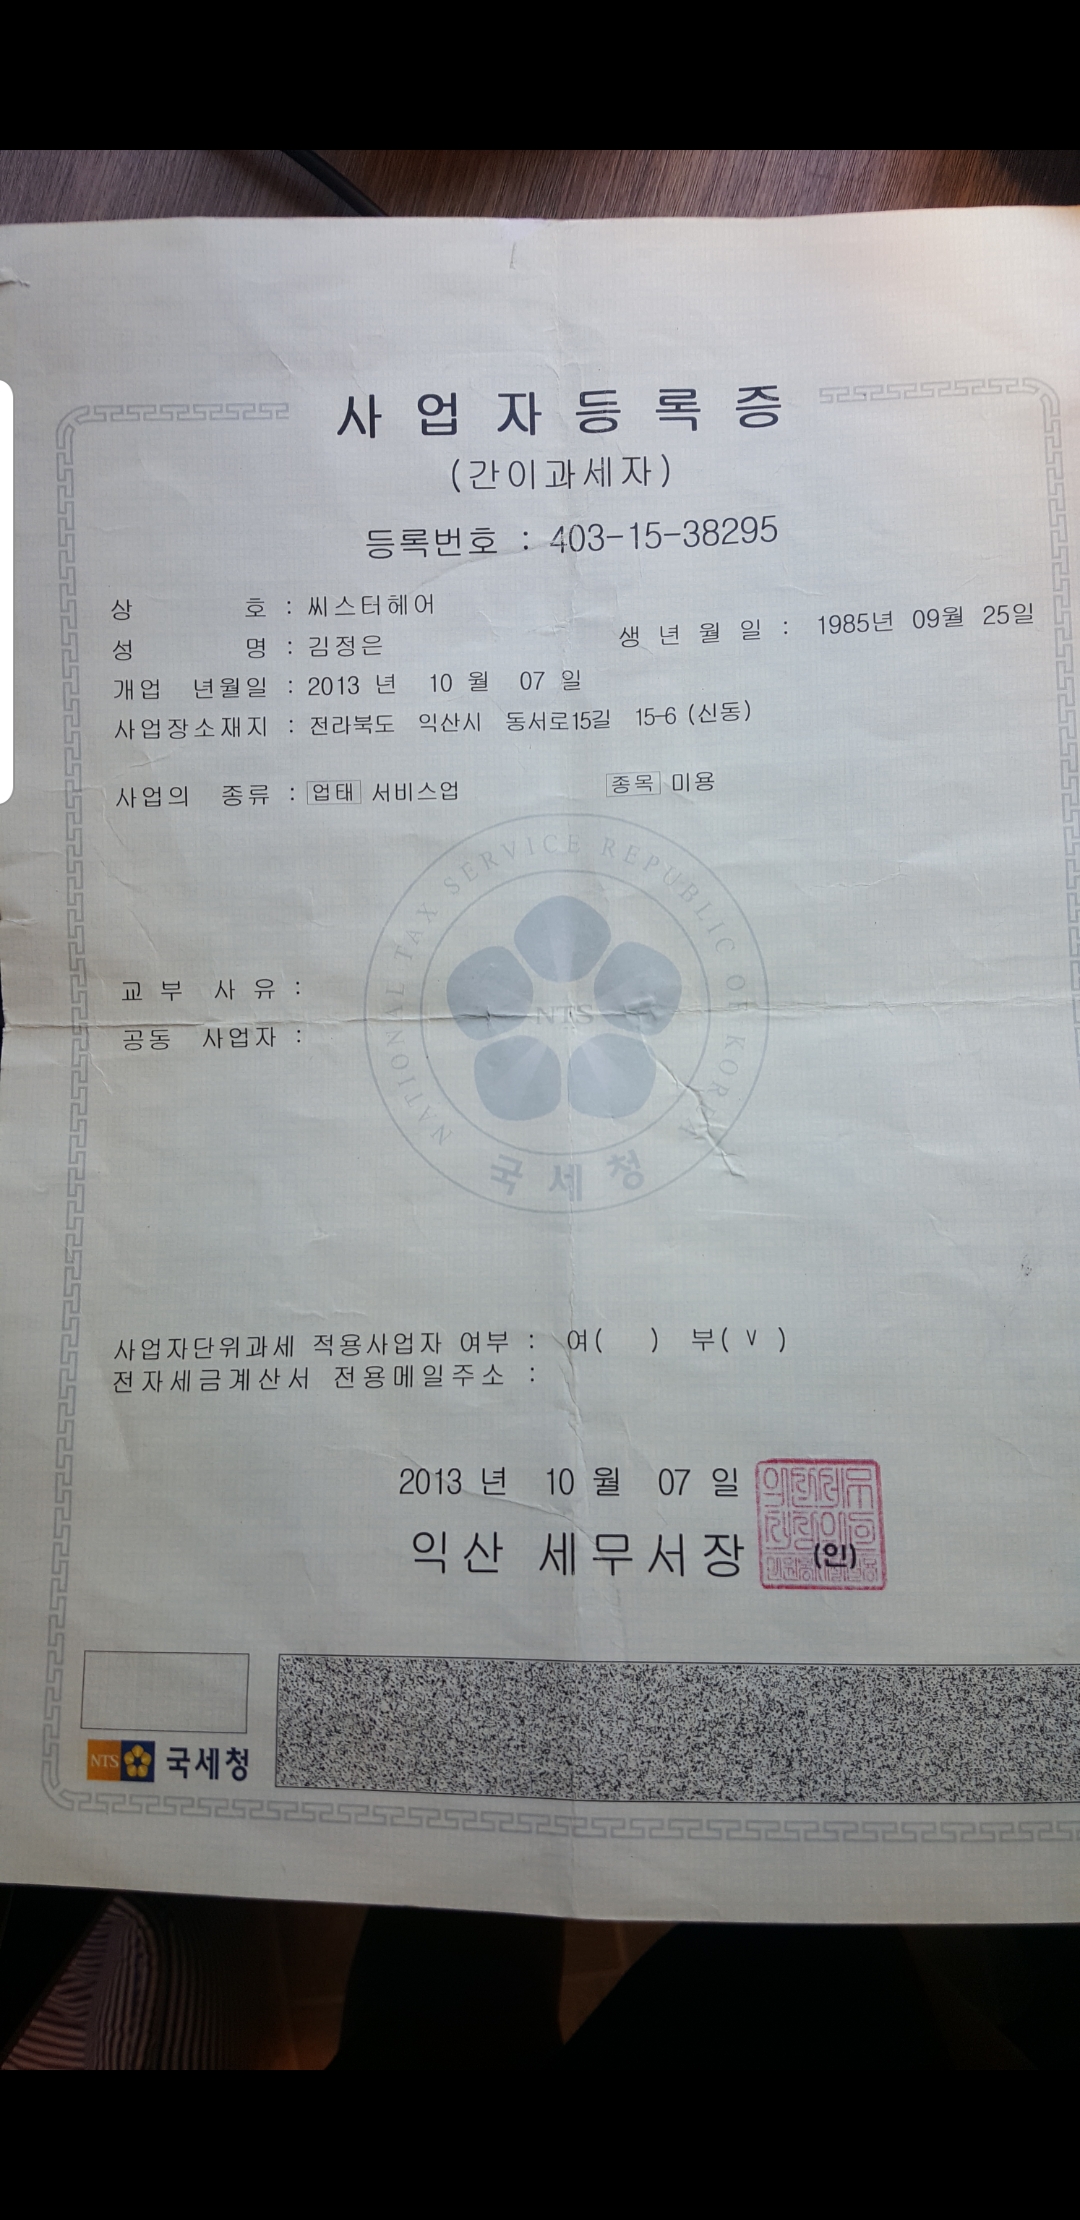 사업자등록증
(간이과세자)
등록번호 : 403-15-38295
상 호 : 씨스터헤어
성 명 : 김정은 생 년 월 일 : 1985년 09월 25일
개업 년월일 : 2013 년 10 월 07 일
사업장소재지 : 전라북도 익산시 동서로15길 15-6 (신동)
사업의 종류 : 업태 서비스업 종목 미용
NATIONAL TAX SERVICE REPUBLIC OF KOREA
NTS
국세청
교 부 사 유 :
공동 사업자 :
사업자단위과세 적용사업자 여부 : 여( ) 부( v )
전자세금계산서 전용메일주소 :
2013 년 10 월 07 일
익산 세무서장 (인)
NTS 국세청